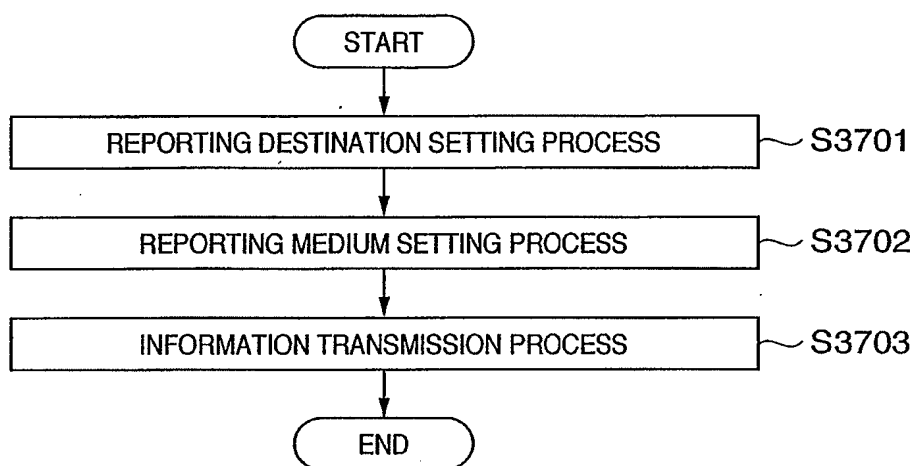 START
REPORTING DESTINATION SETTING PROCESS
S3701
REPORTING MEDIUM SETTING PROCESS
S3702
INFORMATION TRANSMISSION PROCESS
S3703
END